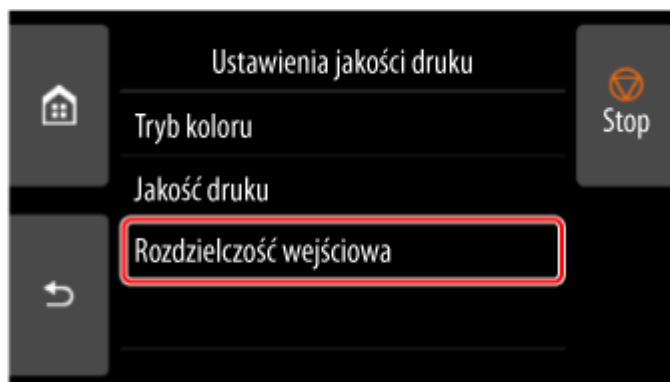 Ustawienia jakości druku
Tryb koloru
Stop
Jakość druku
Rozdzielczość wejściowa